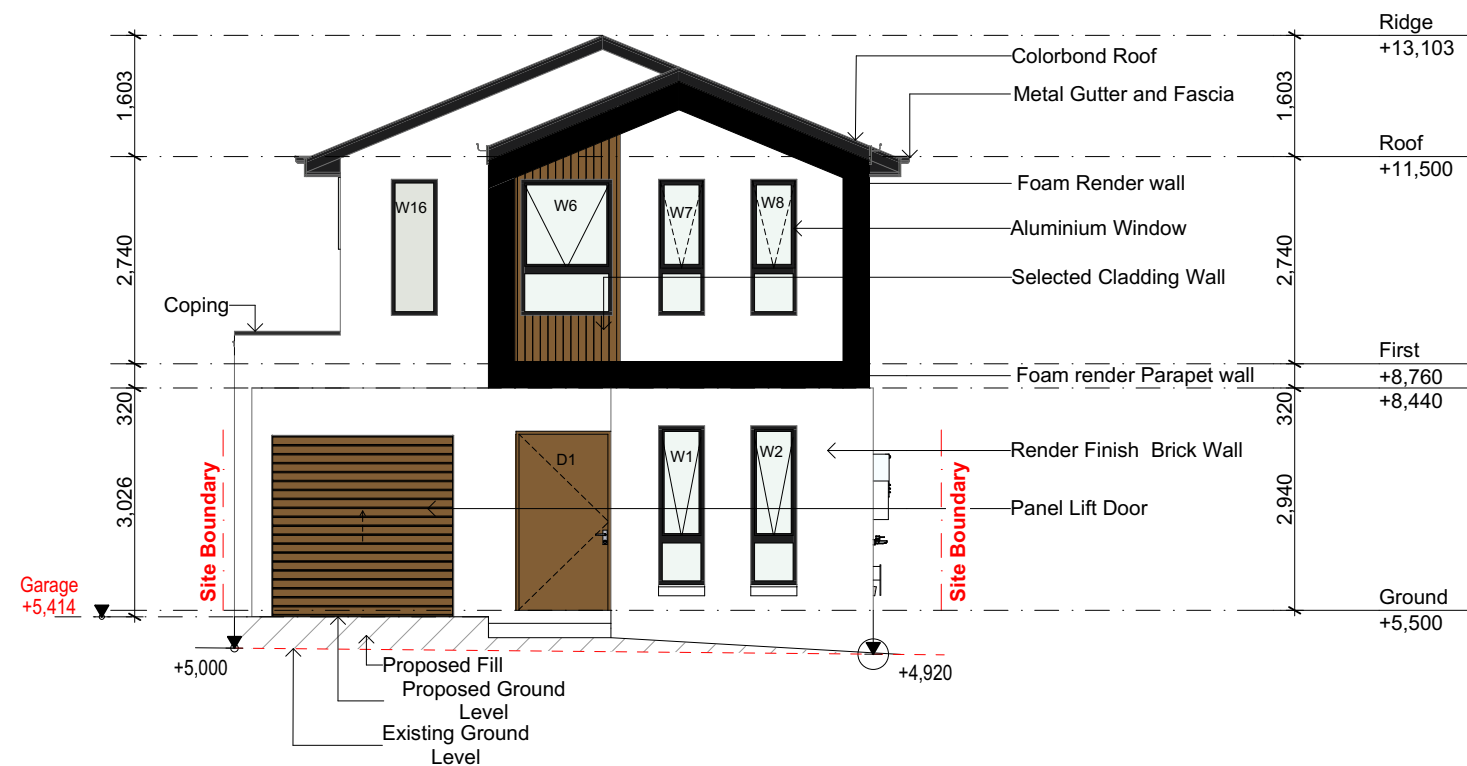 Ridge
+13,103
Colorbond Roof
Metal Gutter and Fascia
1,603
1,603
Roof
+11,500
Foam Render wall
W16
W6
W7
W8
Aluminium Window
2,740
2,740
Selected Cladding Wall
Coping
First
+8,760
Foam render Parapet wall
+8,440
320
320
Render Finish Brick Wall
D1
W1
W2
3,026
2,940
Panel Lift Door
Site Boundary
Site Boundary
Garage
+5,414
Ground
+5,500
+5,000
Proposed Fill
+4,920
Proposed Ground
Level
Existing Ground
Level